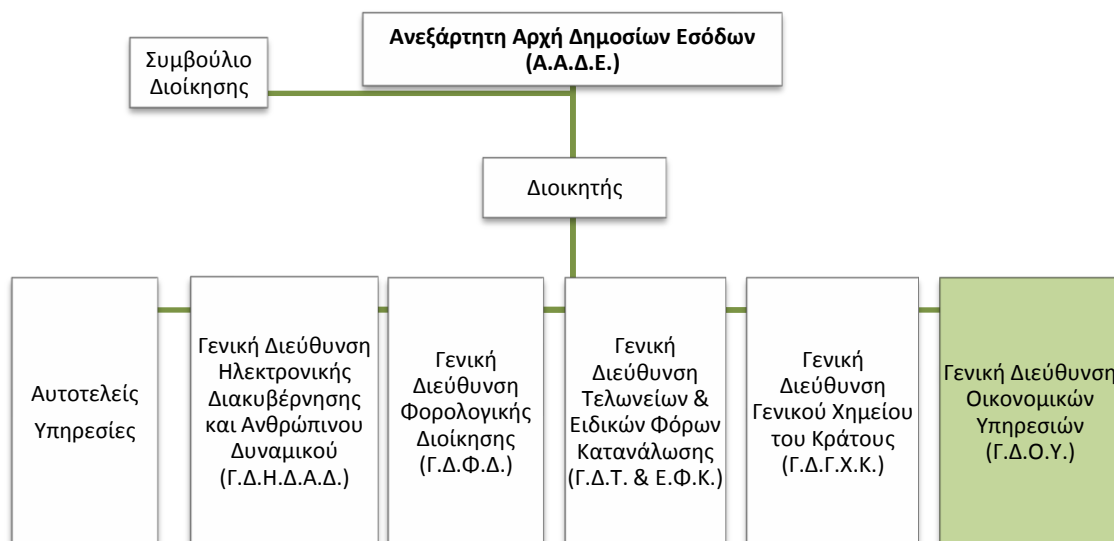 Ανεξάρτητη Αρχή Δημοσίων Εσόδων
(Α.Α.Δ.Ε.)
Συμβούλιο
Διοίκησης
Διοικητής
Αυτοτελείς
Υπηρεσίες
Γενική Διεύθυνση
Ηλεκτρονικής
Διακυβέρνησης
και Ανθρώπινου
Δυναμικού
(Γ.Δ.Η.Δ.Α.Δ.)
Γενική
Διεύθυνση
Φορολογικής
Διοίκησης
(Γ.Δ.Φ.Δ.)
Γενική
Διεύθυνση
Τελωνείων &
Ειδικών Φόρων
Κατανάλωσης
(Γ.Δ.Τ. & Ε.Φ.Κ.)
Γενική
Διεύθυνση
Γενικού Χημείου
του Κράτους
(Γ.Δ.Γ.Χ.Κ.)
Γενική Διεύθυνση
Οικονομικών
Υπηρεσιών
(Γ.Δ.Ο.Υ.)